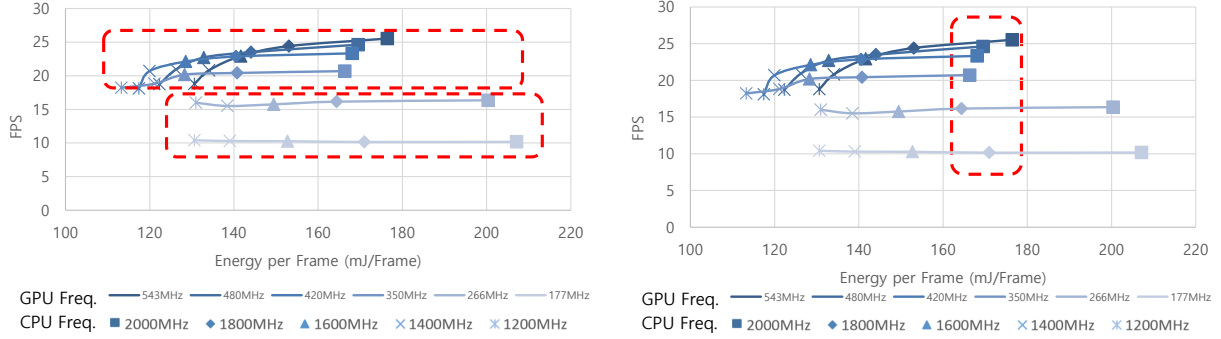 30
25
20
15
10
5
0
FPS
100 120 140 160 180 200 220
Energy per Frame (mJ/Frame)
GPU Freq. 543MHz 480MHz 420MHz 350MHz 266MHz 177MHz
CPU Freq. 2000MHz 1800MHz 1600MHz 1400MHz 1200MHz
30
25
20
15
10
5
0
FPS
100 120 140 160 180 200 220
Energy per Frame (mJ/Frame)
GPU Freq. 543MHz 480MHz 420MHz 350MHz 266MHz 177MHz
CPU Freq. 2000MHz 1800MHz 1600MHz 1400MHz 1200MHz